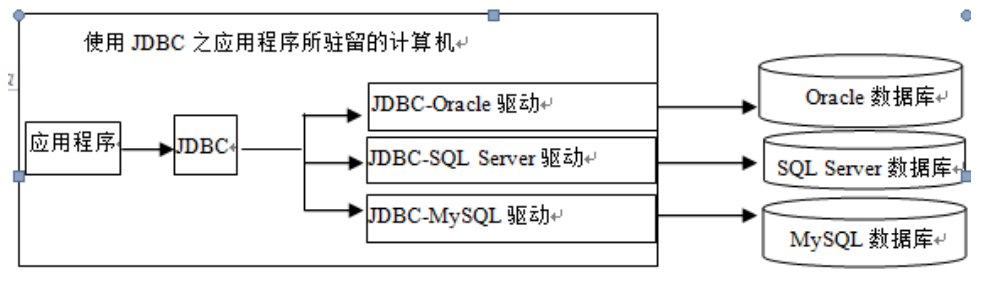 使用 JDBC 之应用程序所驻留的计算机
JDBC-Oracle 驱动
Oracle 数据库
应用程序
JDBC
JDBC-SQL Server 驱动
SQL Server 数据库
JDBC-MySQL 驱动
MySQL 数据库